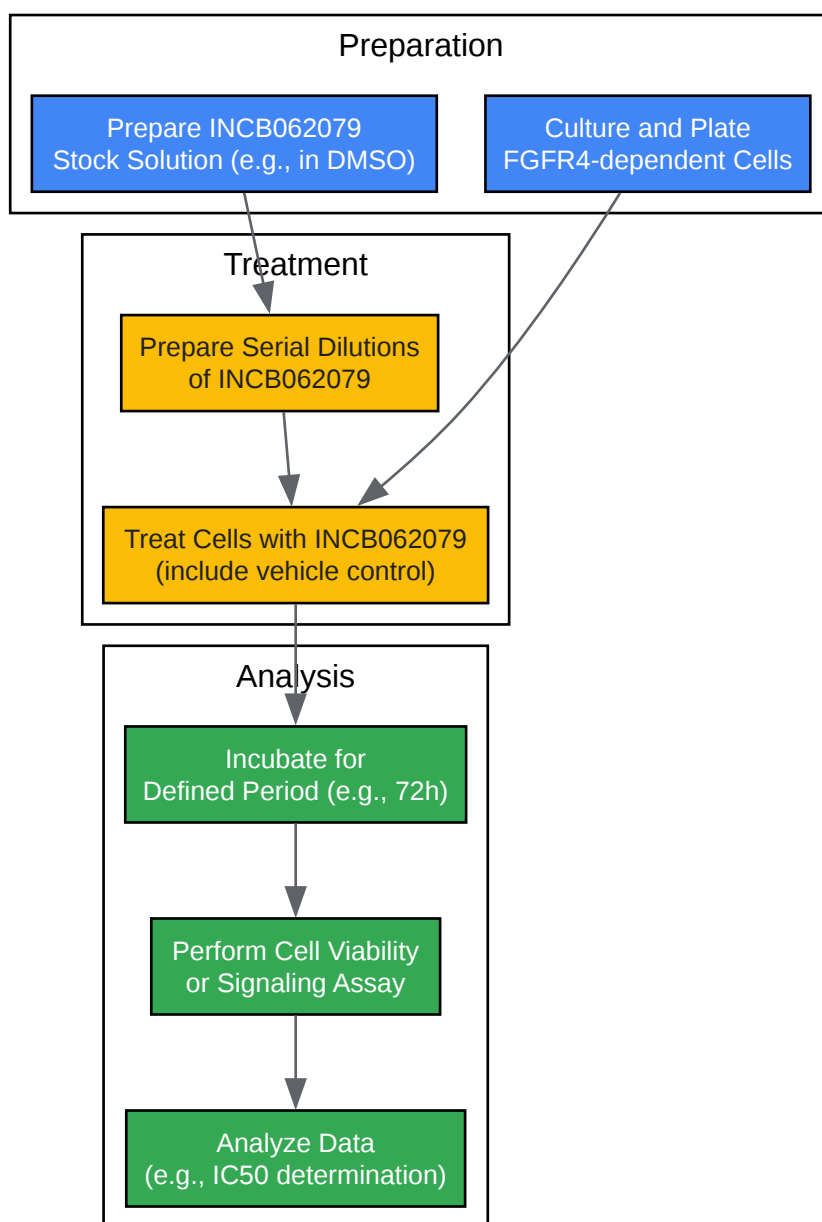 Preparation
Prepare INCB062079
Stock Solution (e.g., in DMSO)
Culture and Plate
FGFR4-dependent Cells
Treatment
Prepare Serial Dilutions
of INCB062079
Treat Cells with INCB062079
(include vehicle control)
Analysis
Incubate for
Defined Period (e.g., 72h)
Perform Cell Viability
or Signaling Assay
Analyze Data
(e.g., IC50 determination)